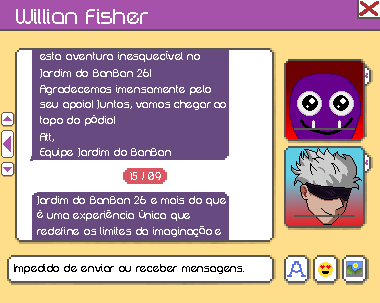 Willian Fisher
esta aventura inesquecível no
Jardim do BanBan 26!
Agradecemos imensamente pelo
seu apoio! Juntos, vamos chegar ao
topo do pódio!
Att,
Equipe Jardim do BanBan
15 / 09
Jardim do BanBan 26 e mais do que
é uma experiência única que
redefine os limites da imaginação e
Impedido de enviar ou receber mensagens.
A